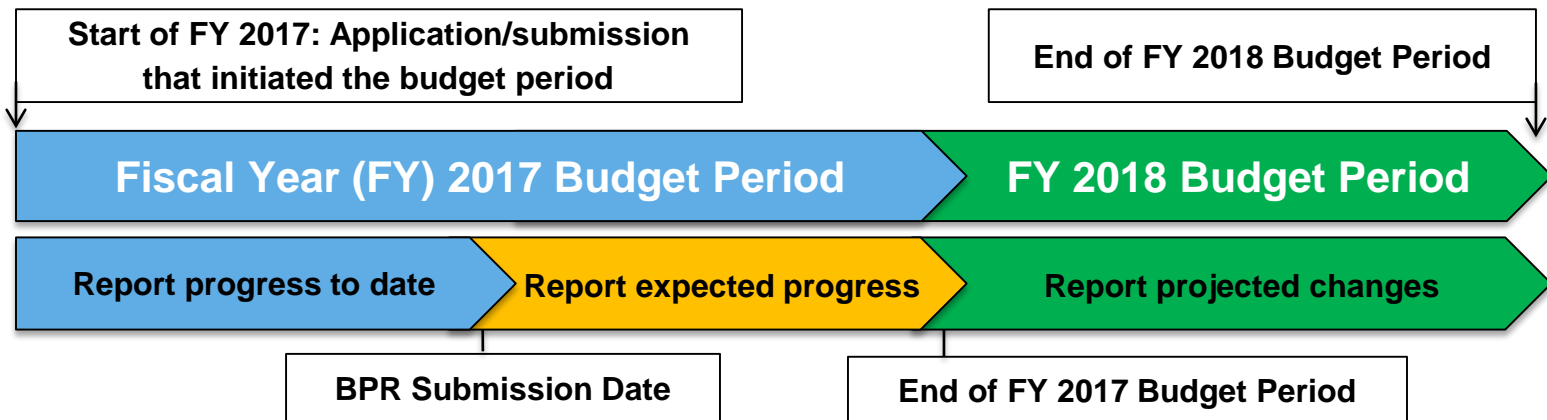 Start of FY 2017: Application/submission
that initiated the budget period
End of FY 2018 Budget Period
Fiscal Year (FY) 2017 Budget Period
FY 2018 Budget Period
Report progress to date
Report expected progress
Report projected changes
BPR Submission Date
End of FY 2017 Budget Period